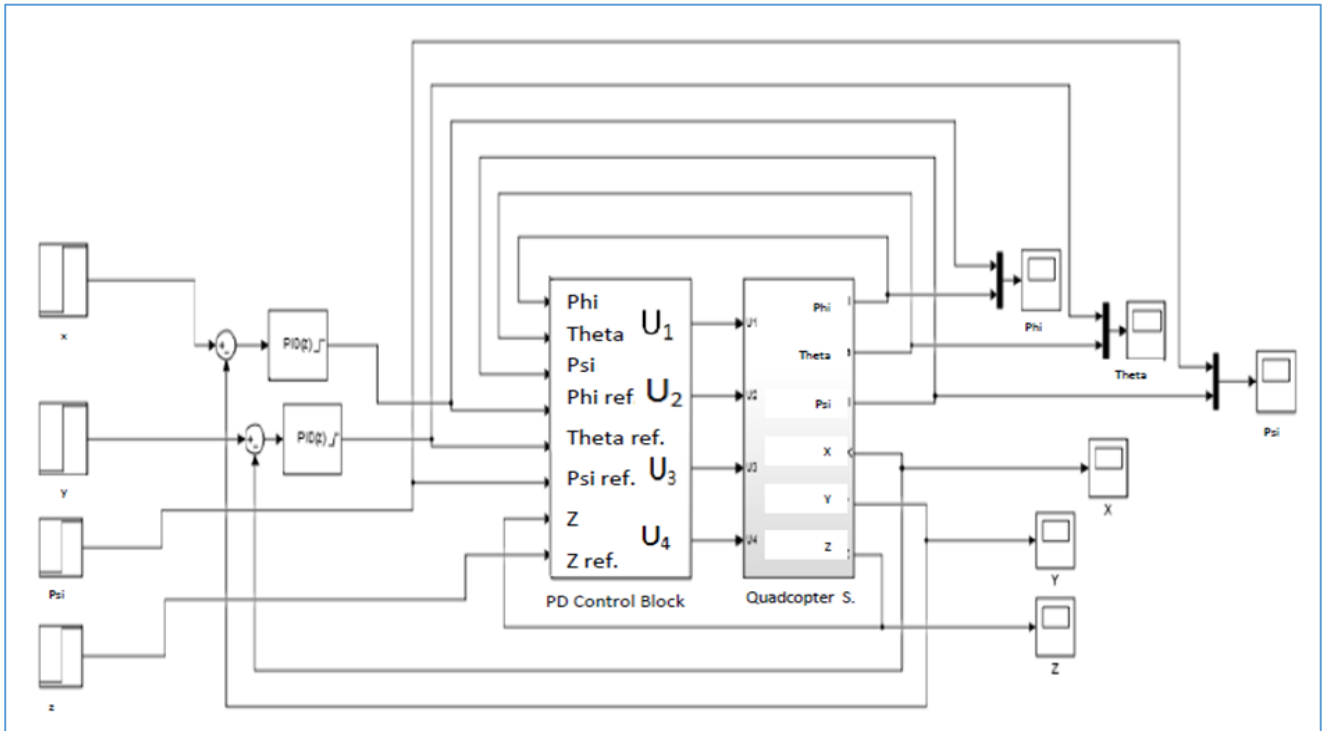 x
PID(z)
y
PID(z)
Psi
z
Phi
Theta
Psi
Phi ref
Theta ref.
Psi ref.
Z
Z ref.
U1
U2
U3
U4
PD Control Block
U1
U2
U3
U4
Phi
Theta
Psi
X
Y
Z
Quadcopter S.
Phi
Theta
Psi
X
Y
Z